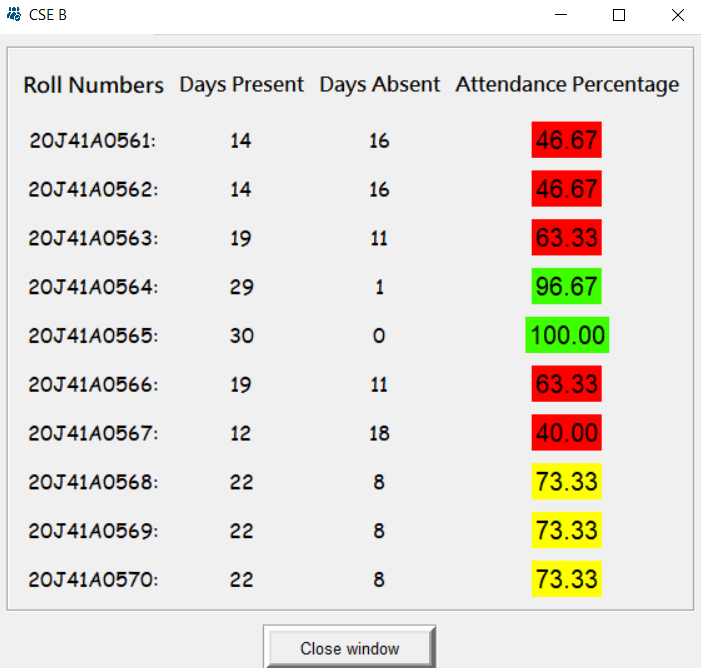 CSE B
Roll Numbers Days Present Days Absent Attendance Percentage
20J41A0561: 14 16 46.67
20J41A0562: 14 16 46.67
20J41A0563: 19 11 63.33
20J41A0564: 29 1 96.67
20J41A0565: 30 0 100.00
20J41A0566: 19 11 63.33
20J41A0567: 12 18 40.00
20J41A0568: 22 8 73.33
20J41A0569: 22 8 73.33
20J41A0570: 22 8 73.33
Close window